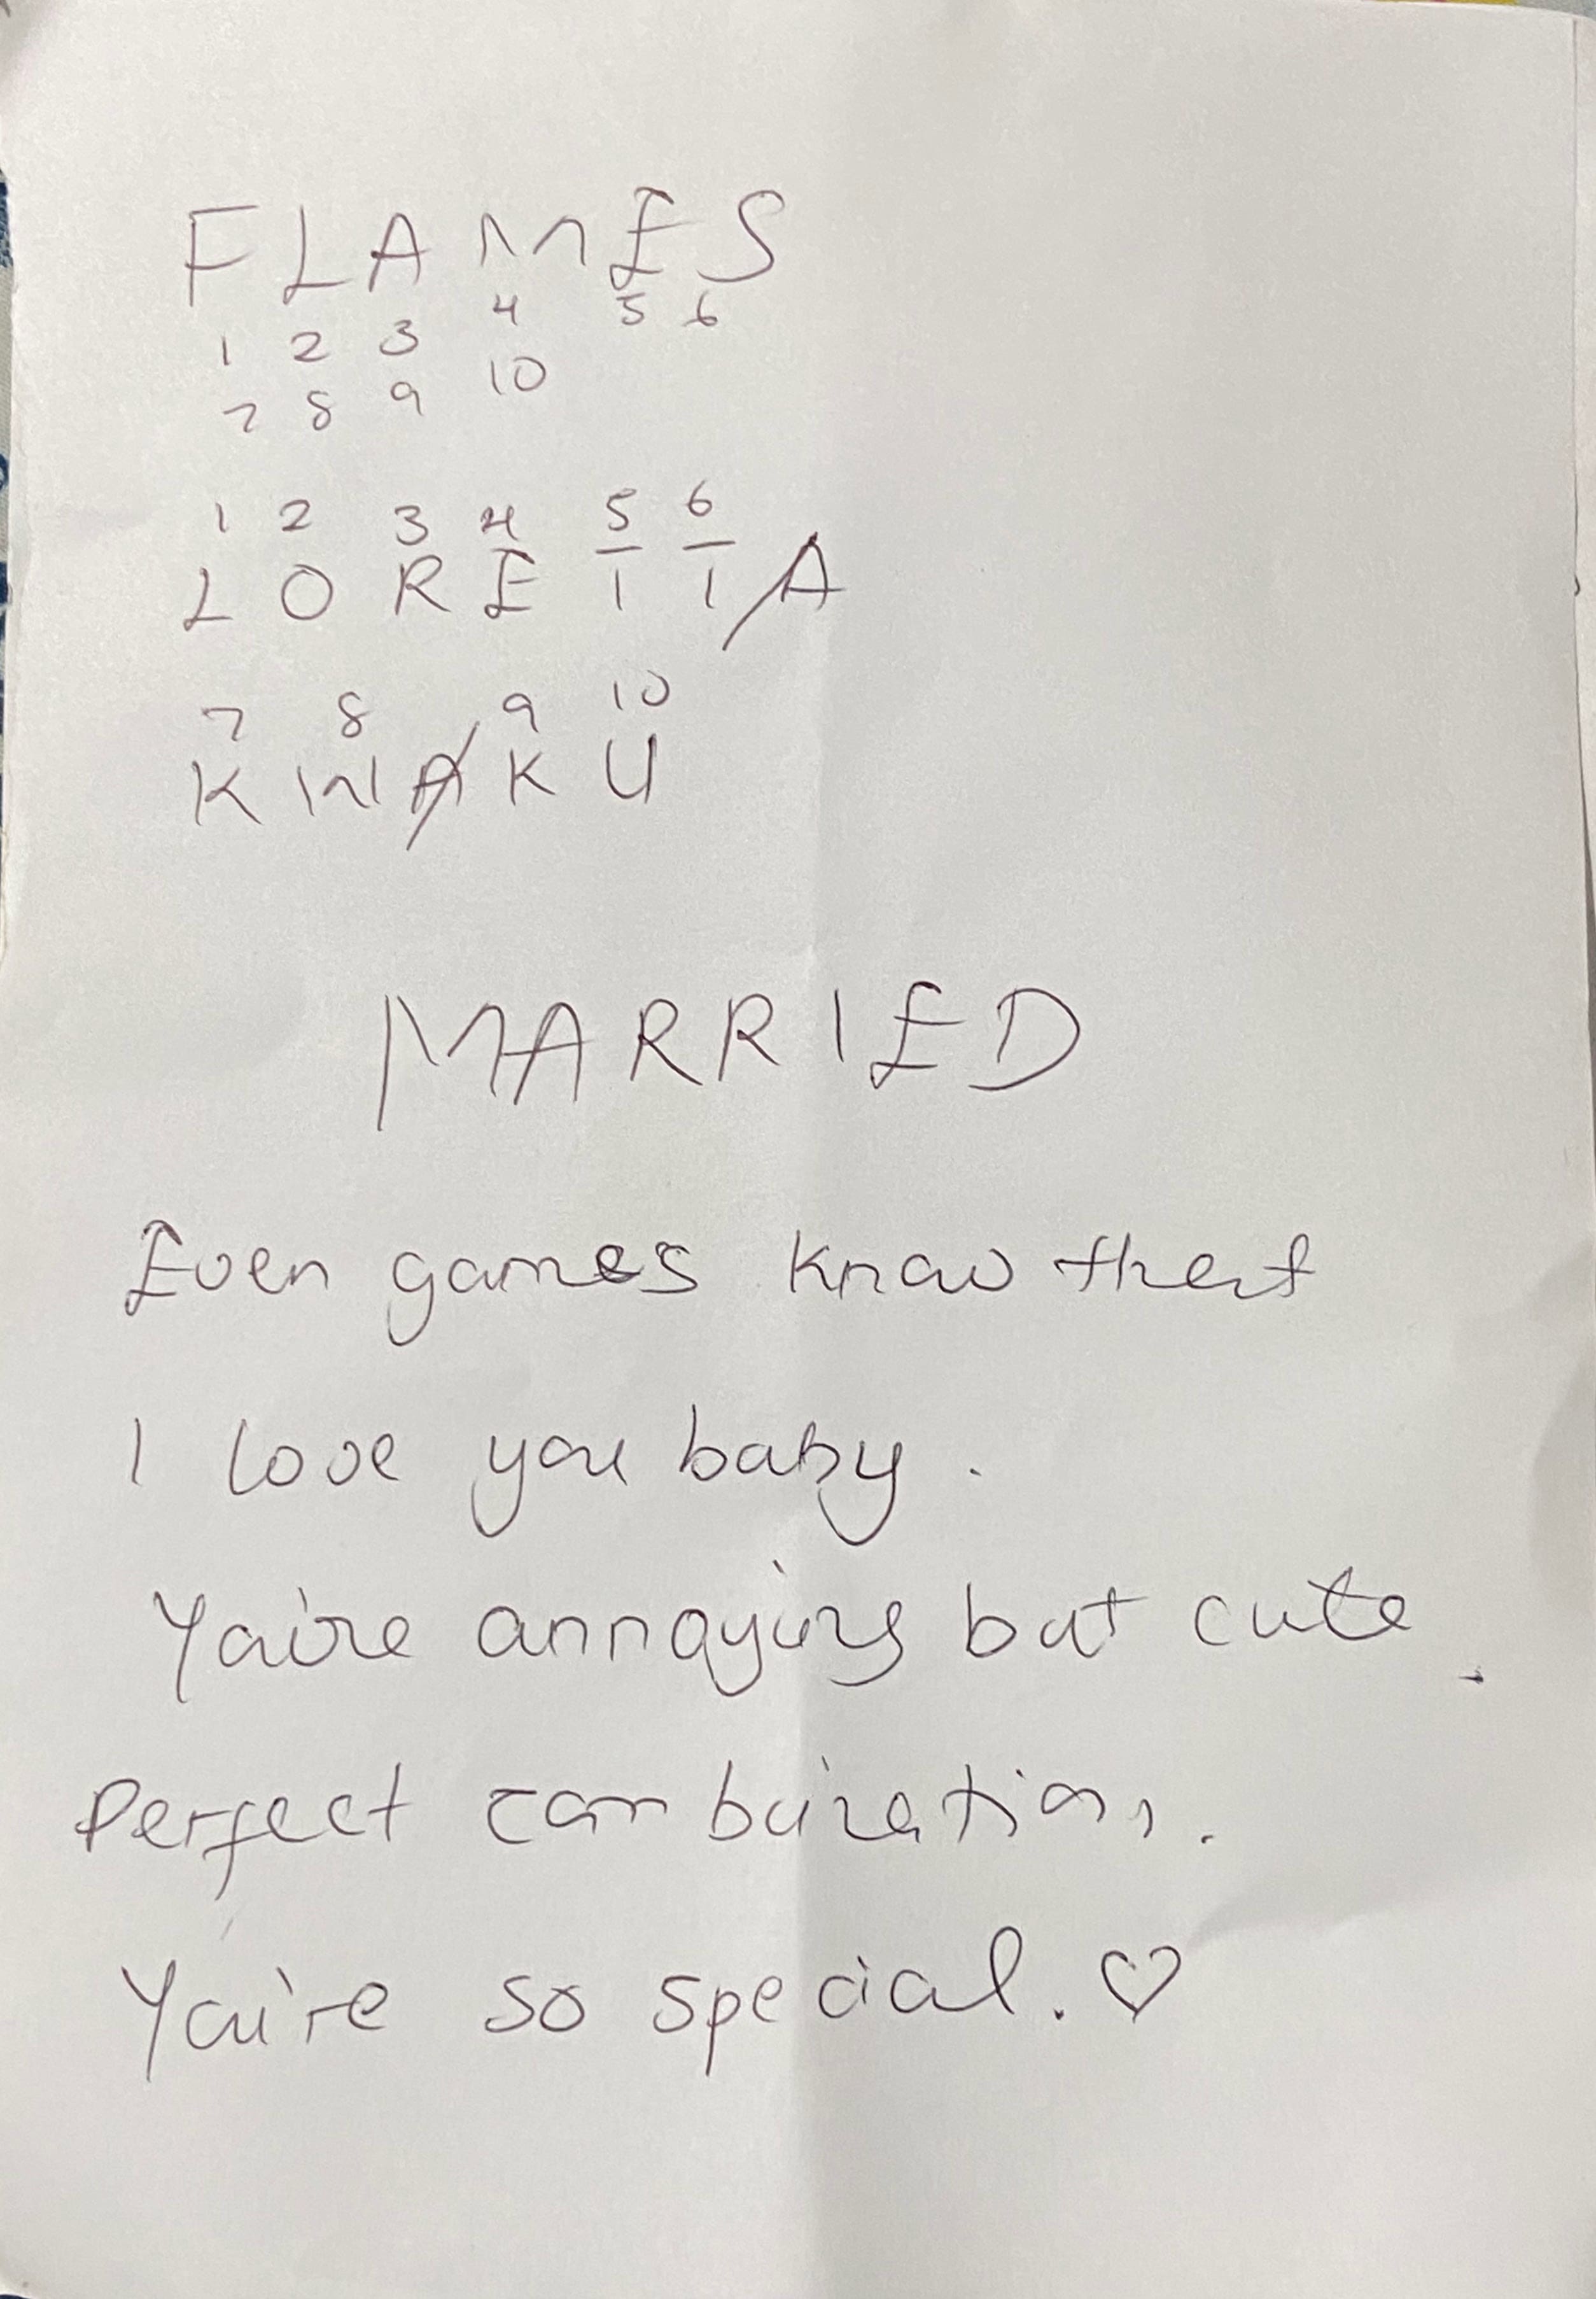 FLAMES
1 2 3 4 5 6
7 8 9 10
1 2 3 4 5 6
LORETTA
7 8 9 10
KWAKU
MARRIED
Even games know that
I love you baby.
You're annoying but cute.
Perfect combination.
You're so special. ♡